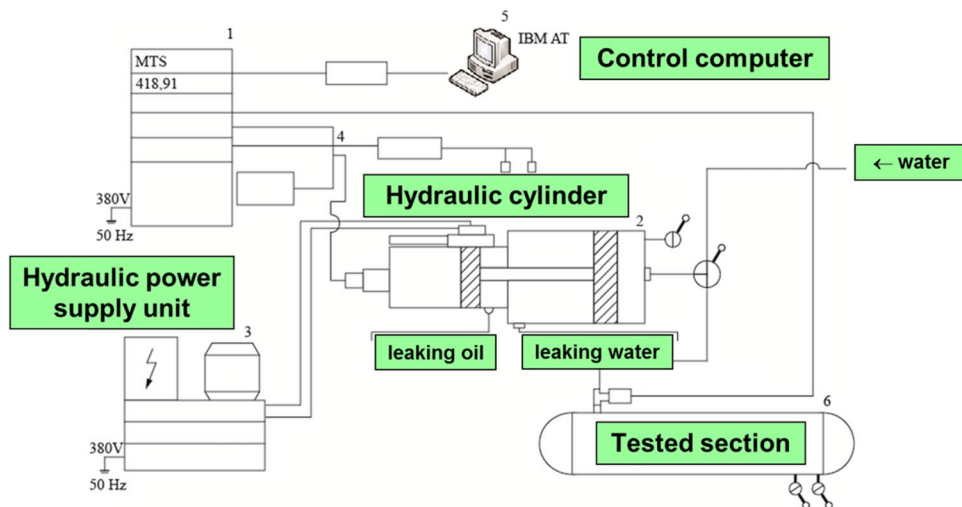 1
MTS
418,91
5
IBM AT
Control computer
4
← water
Hydraulic cylinder
380V
50 Hz
2
Hydraulic power
supply unit
3
leaking oil
leaking water
6
Tested section
380V
50 Hz